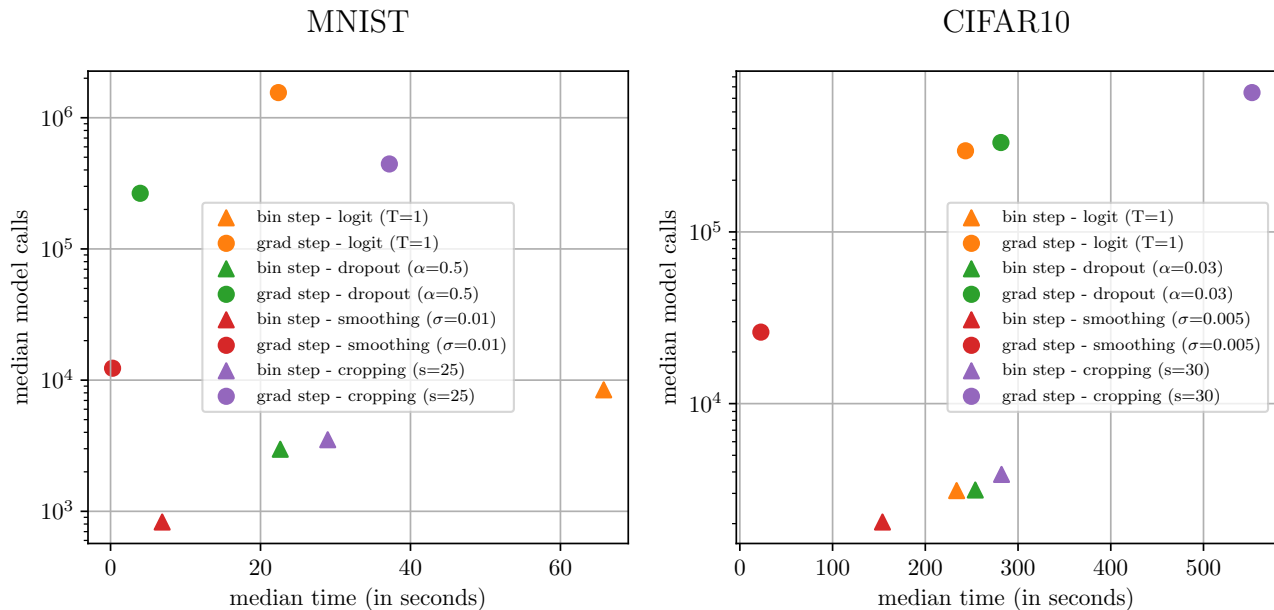 MNIST
median model calls
10^6
10^5
10^4
10^3
0
20
40
60
median time (in seconds)
bin step - logit (T=1)
grad step - logit (T=1)
bin step - dropout (α=0.5)
grad step - dropout (α=0.5)
bin step - smoothing (σ=0.01)
grad step - smoothing (σ=0.01)
bin step - cropping (s=25)
grad step - cropping (s=25)
CIFAR10
median model calls
10^5
10^4
0
100
200
300
400
500
median time (in seconds)
bin step - logit (T=1)
grad step - logit (T=1)
bin step - dropout (α=0.03)
grad step - dropout (α=0.03)
bin step - smoothing (σ=0.005)
grad step - smoothing (σ=0.005)
bin step - cropping (s=30)
grad step - cropping (s=30)